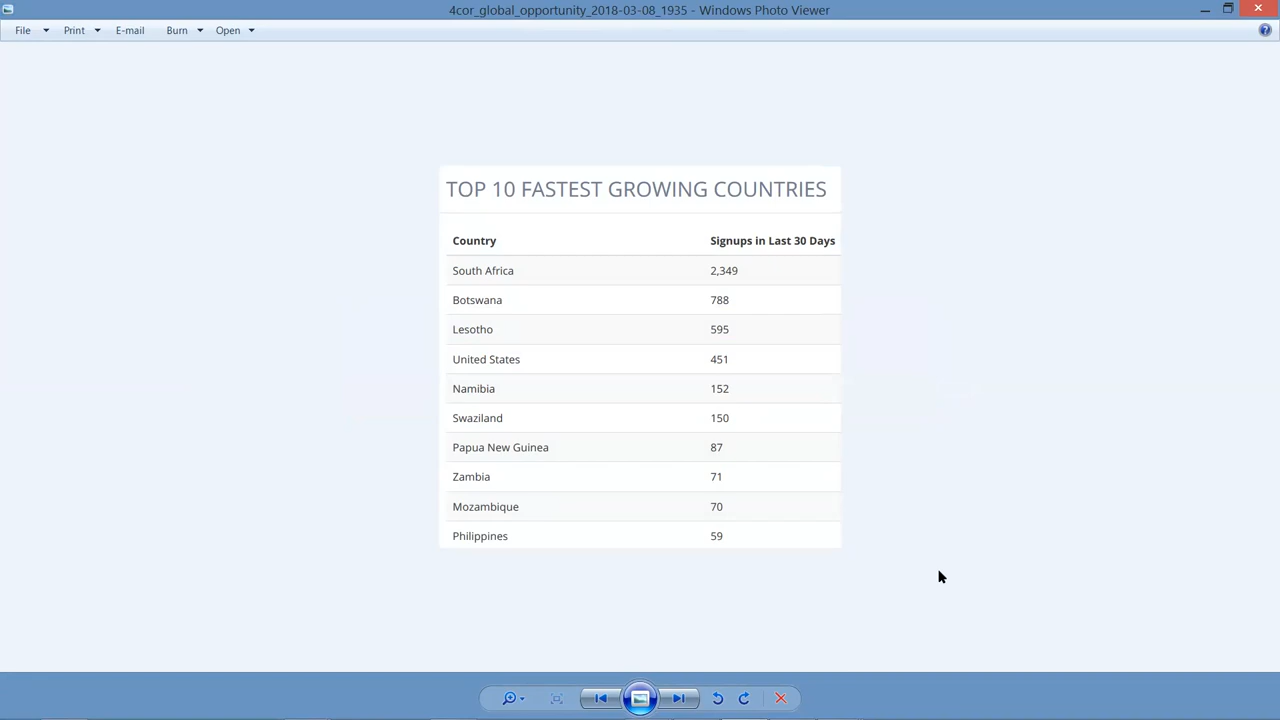 4cor_global_opportunity_2018-03-08_1935 - Windows Photo Viewer
File Print E-mail Burn Open
TOP 10 FASTEST GROWING COUNTRIES
Country Signups in Last 30 Days
South Africa 2,349
Botswana 788
Lesotho 595
United States 451
Namibia 152
Swaziland 150
Papua New Guinea 87
Zambia 71
Mozambique 70
Philippines 59